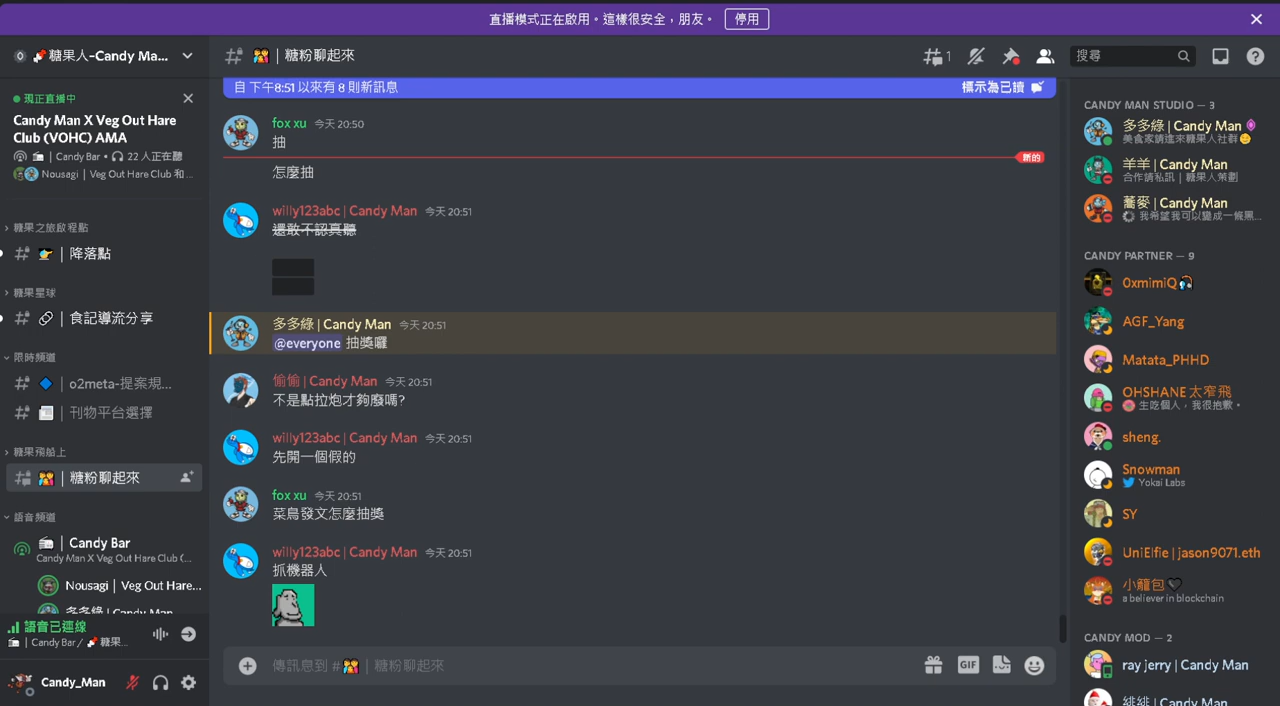 直播模式正在啟用。這樣很安全，朋友。 停用
糖果人-Candy Ma...
| 糖粉聊起來
1
搜尋
現正直播中
Candy Man X Veg Out Hare
Club (VOHC) AMA
| Candy Bar • 22 人正在聽
Nousagi | Veg Out Hare Club 和 ...
糖果之旅啟程點
| 降落點
糖果星球
| 食記導流分享
限時頻道
| o2meta-提案規...
| 刊物平台選擇
糖果飛船上
| 糖粉聊起來
語音頻道
| Candy Bar
Candy Man X Veg Out Hare Club (...
Nousagi | Veg Out Hare...
多多綠 | Candy Man
語音已連線
| Candy Bar / 糖果...
Candy_Man
自 下午8:51 以來有 8 則新訊息
標示為已讀
fox xu 今天 20:50
抽
新的
怎麼抽
willy123abc | Candy Man 今天 20:51
還敢不認真聽
多多綠 | Candy Man 今天 20:51
@everyone 抽獎囉
偷偷 | Candy Man 今天 20:51
不是點拉炮才夠廢嗎?
willy123abc | Candy Man 今天 20:51
先開一個假的
fox xu 今天 20:51
菜鳥發文怎麼抽獎
willy123abc | Candy Man 今天 20:51
抓機器人
傳訊息到 # | 糖粉聊起來
GIF
CANDY MAN STUDIO — 3
多多綠 | Candy Man
美食家請進來糖果人社群
羊羊 | Candy Man
合作請私訊 | 糖果人策劃
蕎麥 | Candy Man
我希望我可以變成一條黑...
CANDY PARTNER — 9
0xmimiQ
AGF_Yang
Matata_PHHD
OHSHANE 太窄飛
生吃個人，我很抱歉。
sheng.
Snowman
Yokai Labs
SY
UniElfie | jason9071.eth
小籠包
a believer in blockchain
CANDY MOD — 2
ray jerry | Candy Man
緋緋 | Candy Man